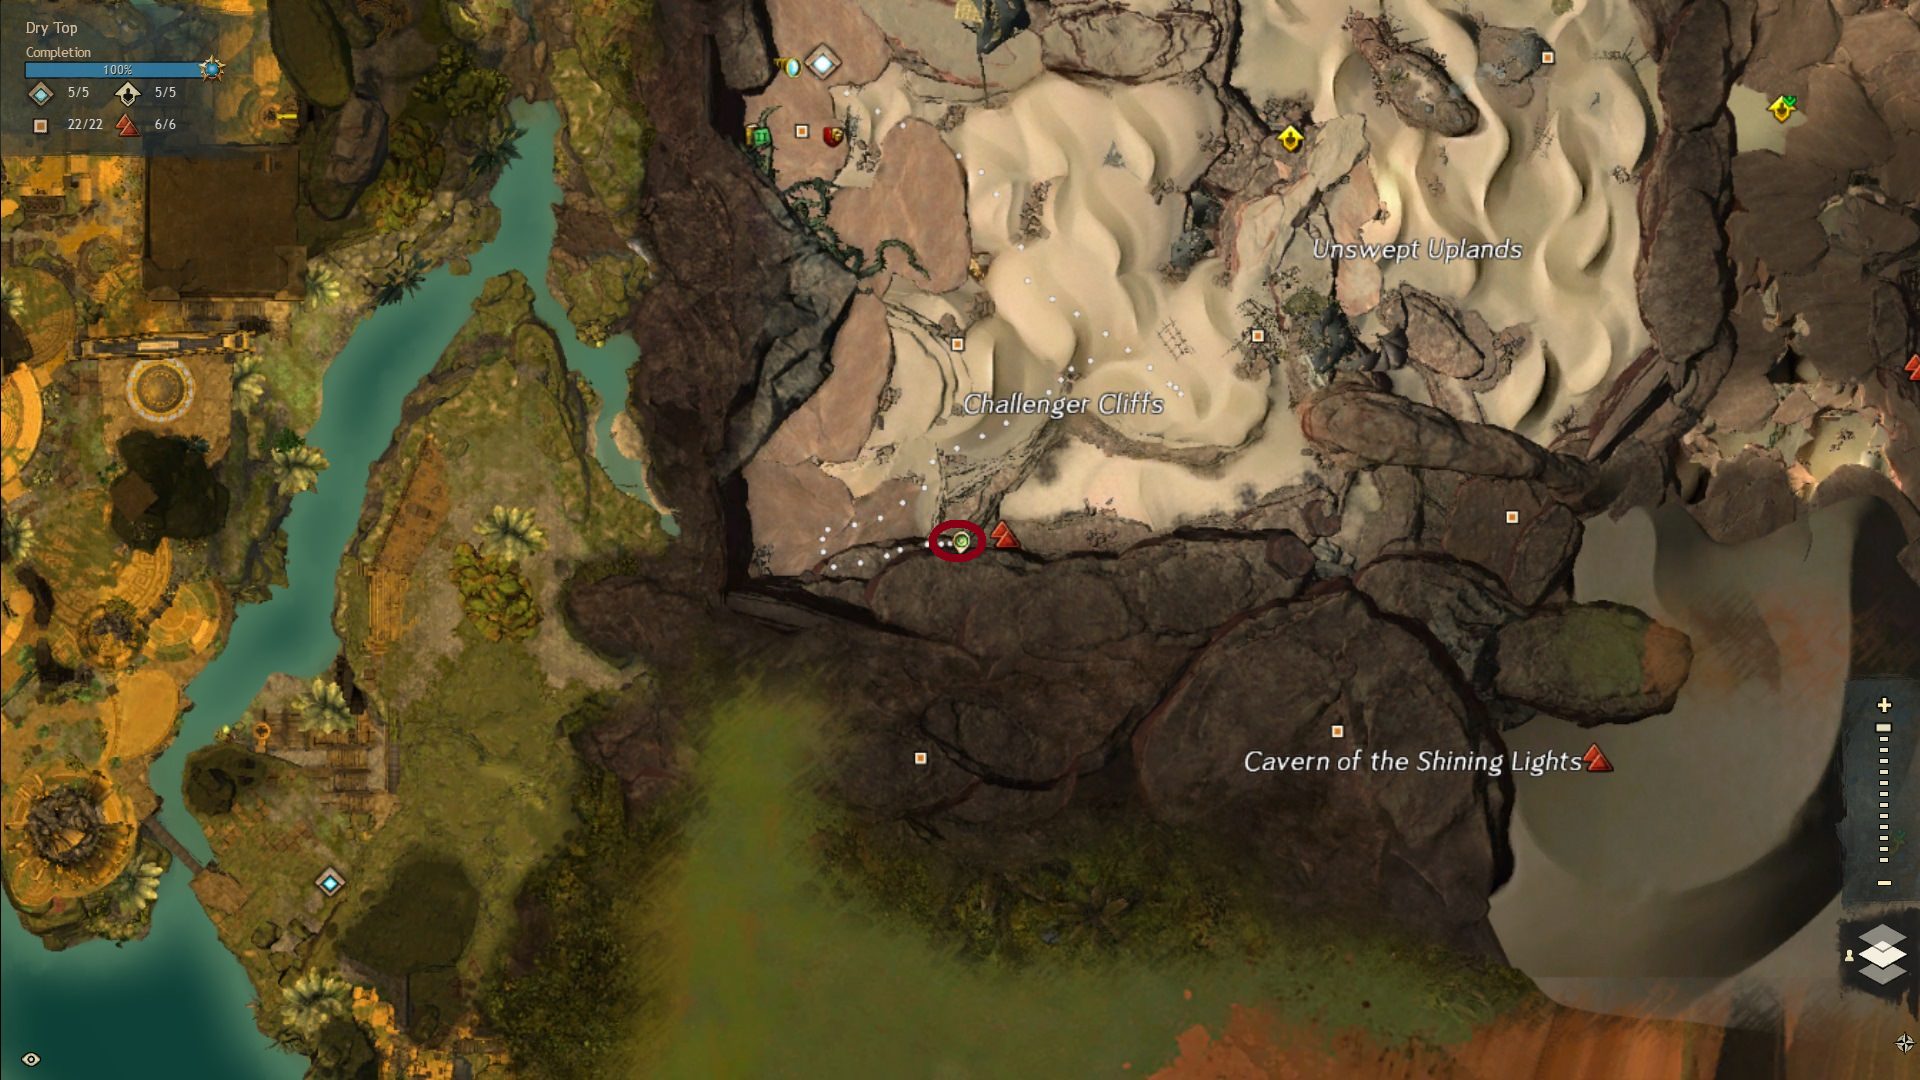 Dry Top
Completion
100%
5/5
5/5
22/22
6/6
Unswept Uplands
Challenger Cliffs
Cavern of the Shining Lights